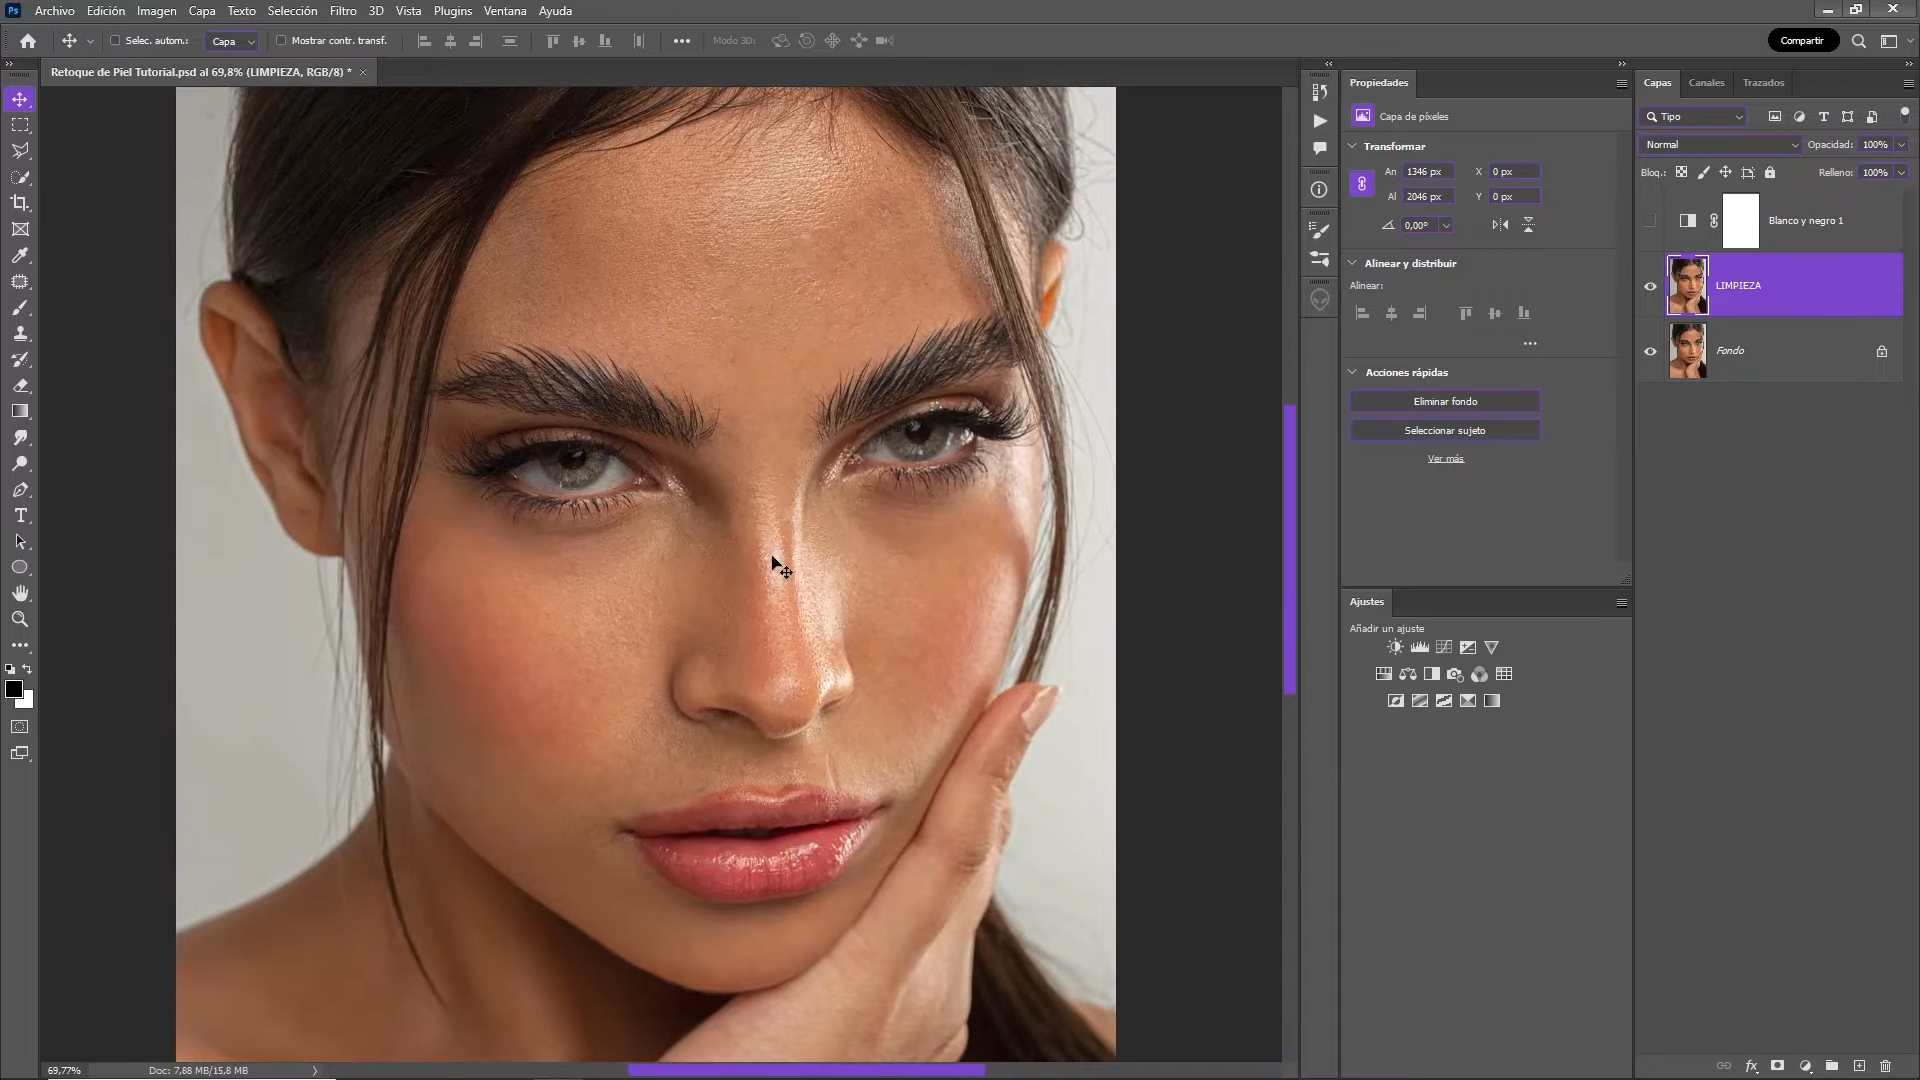 Ps Archivo Edición Imagen Capa Texto Selección Filtro 3D Vista Plugins Ventana Ayuda
Selec. autom.: Capa Mostrar contr. transf. Modo 3D: Compartir
Retoque de Piel Tutorial.psd al 69,8% (LIMPIEZA, RGB/8) *
Propiedades
Capa de píxeles
Transformar
An 1346 px X 0 px
Al 2046 px Y 0 px
0,00°
Alinear y distribuir
Alinear:
Acciones rápidas
Eliminar fondo
Seleccionar sujeto
Ver más
Ajustes
Añadir un ajuste
Capas Canales Trazados
Tipo
Normal Opacidad: 100%
Bloq.: Relleno: 100%
Blanco y negro 1
LIMPIEZA
Fondo
69,77% Doc: 7,88 MB/15,8 MB